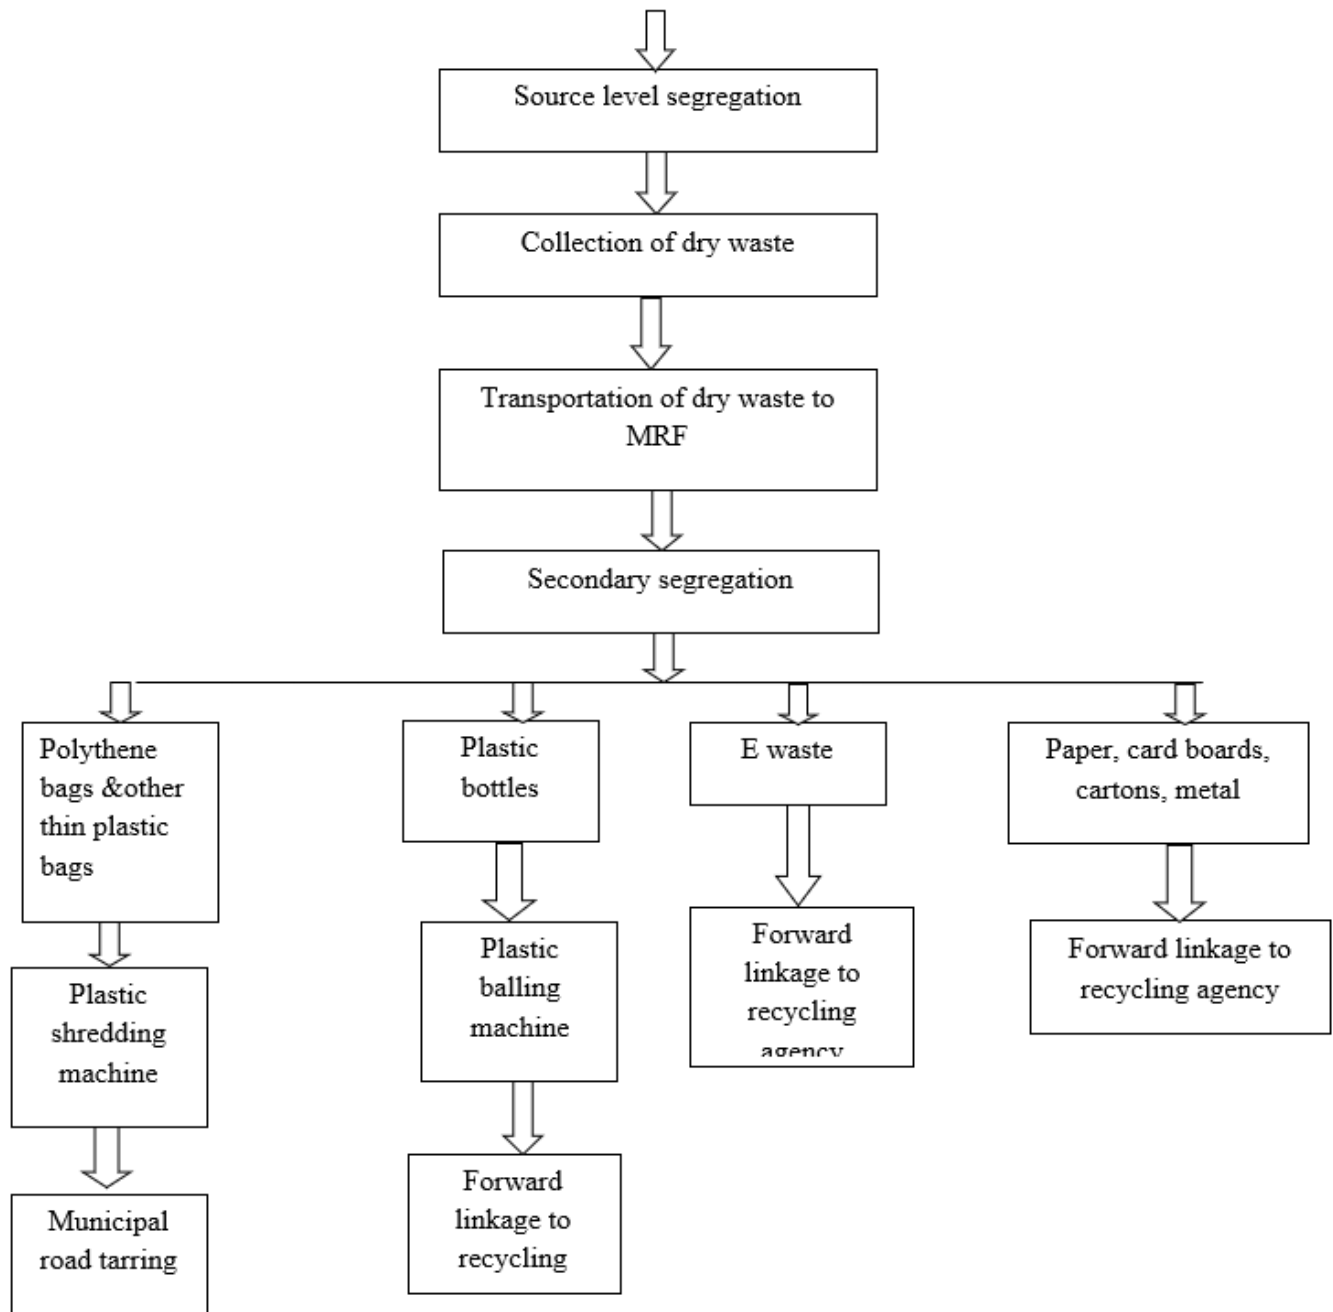 Source level segregation
Collection of dry waste
Transportation of dry waste to
MRF
Secondary segregation
Polythene
bags &other
thin plastic
bags
Plastic
shredding
machine
Municipal
road tarring
Plastic
bottles
Plastic
balling
machine
Forward
linkage to
recycling
E waste
Forward
linkage to
recycling
agency
Paper, card boards,
cartons, metal
Forward linkage to
recycling agency